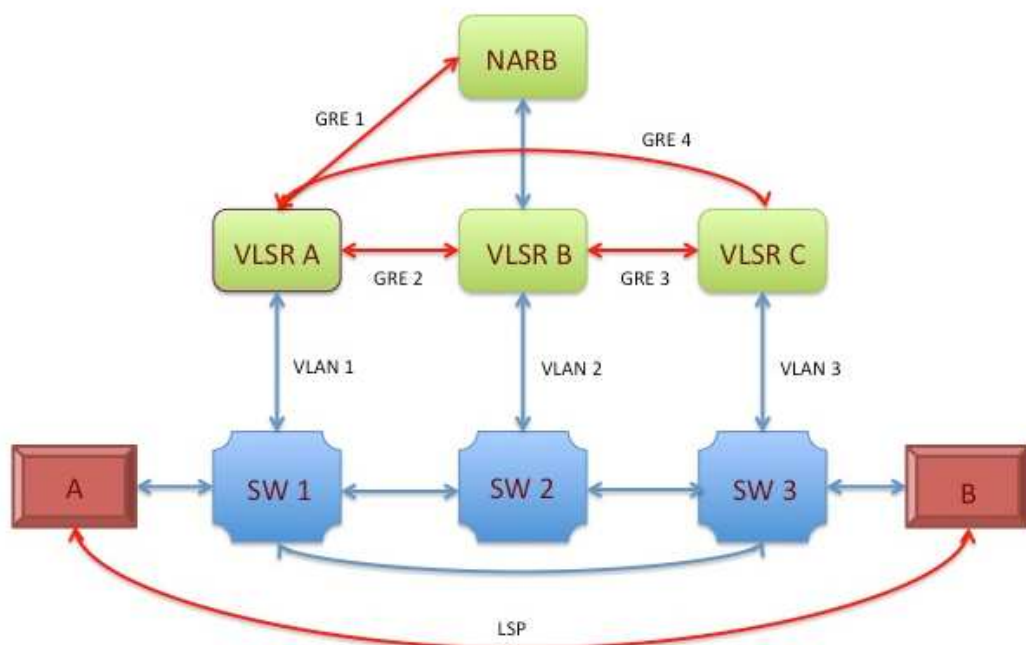 NARB
GRE 1
GRE 4
VLSR A
VLSR B
VLSR C
GRE 2
GRE 3
VLAN 1
VLAN 2
VLAN 3
A
SW 1
SW 2
SW 3
B
LSP